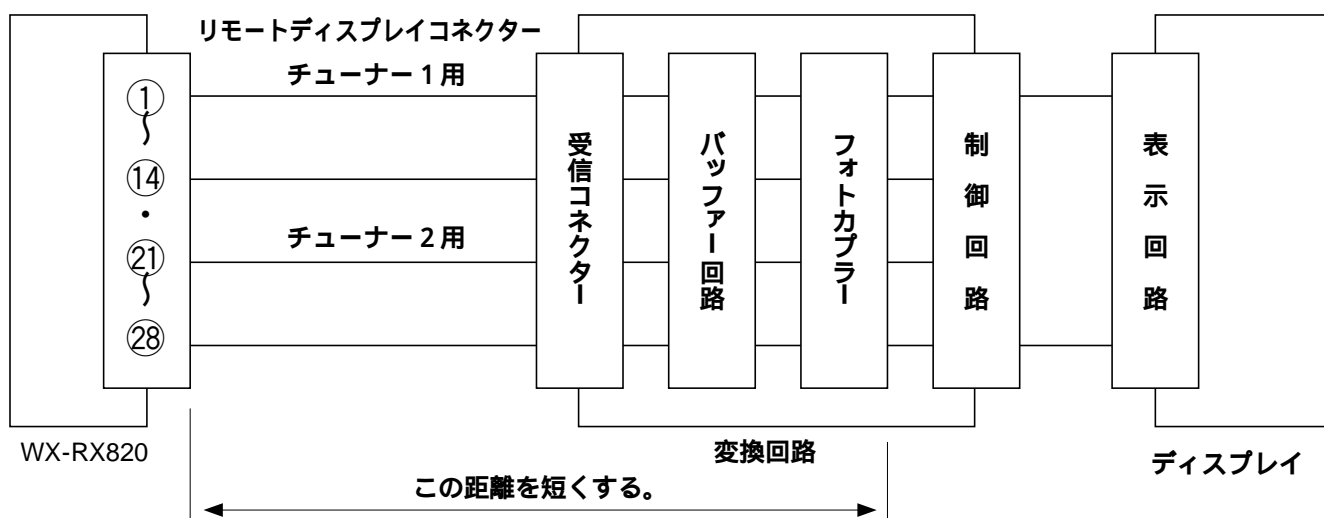 リモートディスプレイコネクター
チューナー1用
①
〜
⑭
・
チューナー2用
㉑
〜
㉘
受信コネクター
バッファー回路
フォトカプラー
制御回路
表示回路
WX-RX820
変換回路
ディスプレイ
この距離を短くする。